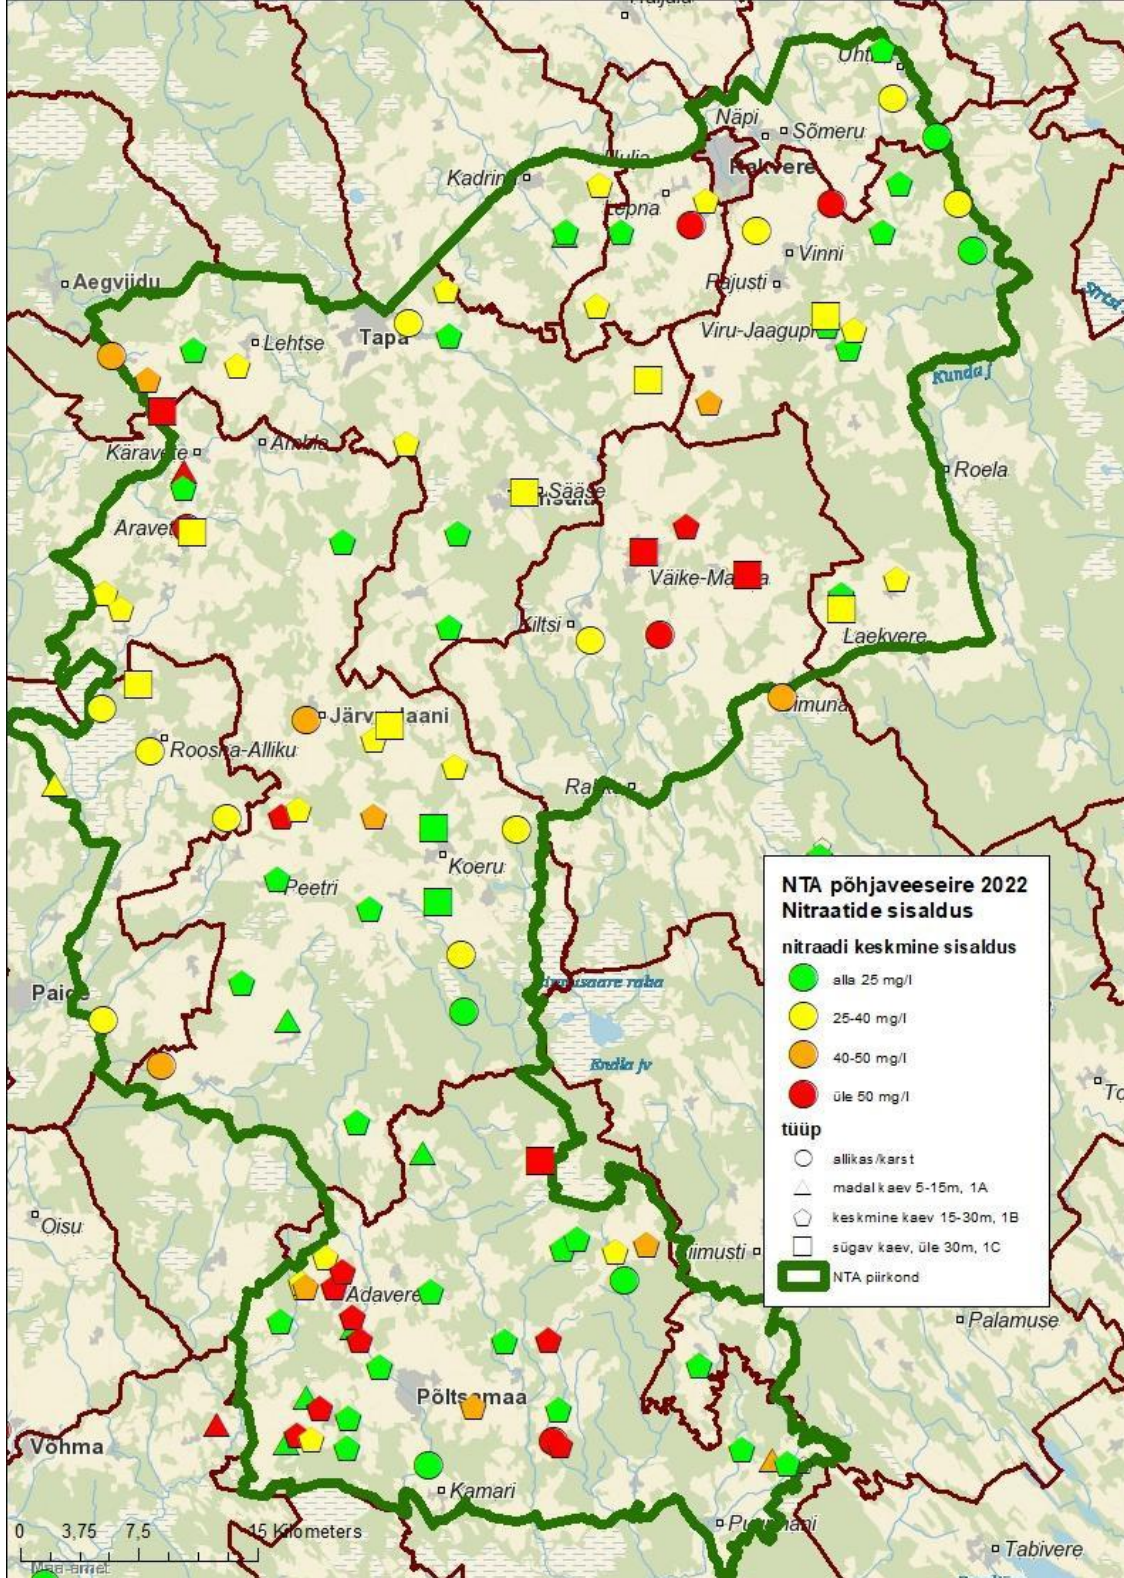 Näpi
Sõmeru
Kadrina
Rakvere
Lepna
Vinni
Aegviidu
Pajusti
Tapa
Lehtse
Viru-Jaagupi
Kunda j
Ambla
Käravete
Roela
Sääse
Aravete
Väike-Maarja
Kiltsi
Laekvere
Järva-Jaani
Roosna-Alliku
Koeru
Peetri
Paide
Endla jv
NTA põhjaveeseire 2022
Nitraatide sisaldus
nitraadi keskmine sisaldus
alla 25 mg/l
25-40 mg/l
40-50 mg/l
üle 50 mg/l
tüüp
allikas/karst
madal kaev 5-15m, 1A
keskmine kaev 15-30m, 1B
sügav kaev, üle 30m, 1C
NTA piirkond
Oisu
Adavere
Palamuse
Põltsamaa
Võhma
Kamari
0 3,75 7,5 15 Kilometers
Tabivere
Maa-amet